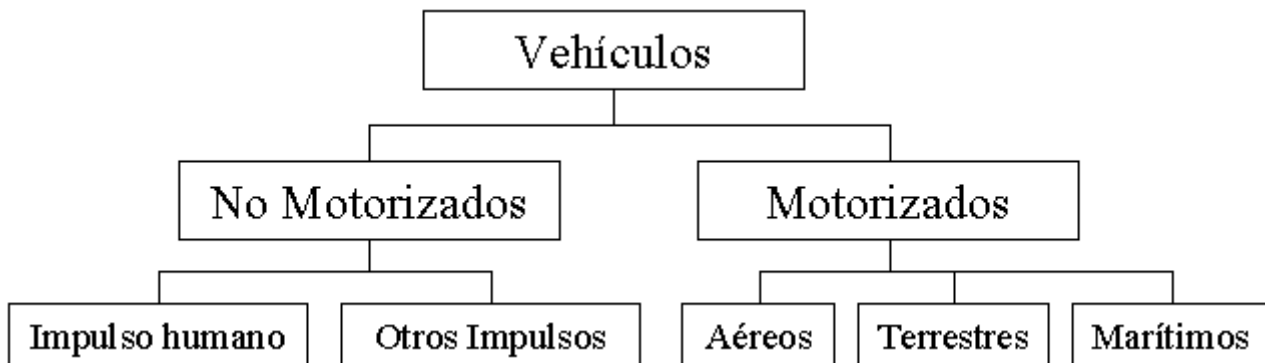 Vehículos
No Motorizados
Motorizados
Impulso humano
Otros Impulsos
Aéreos
Terrestres
Marítimos